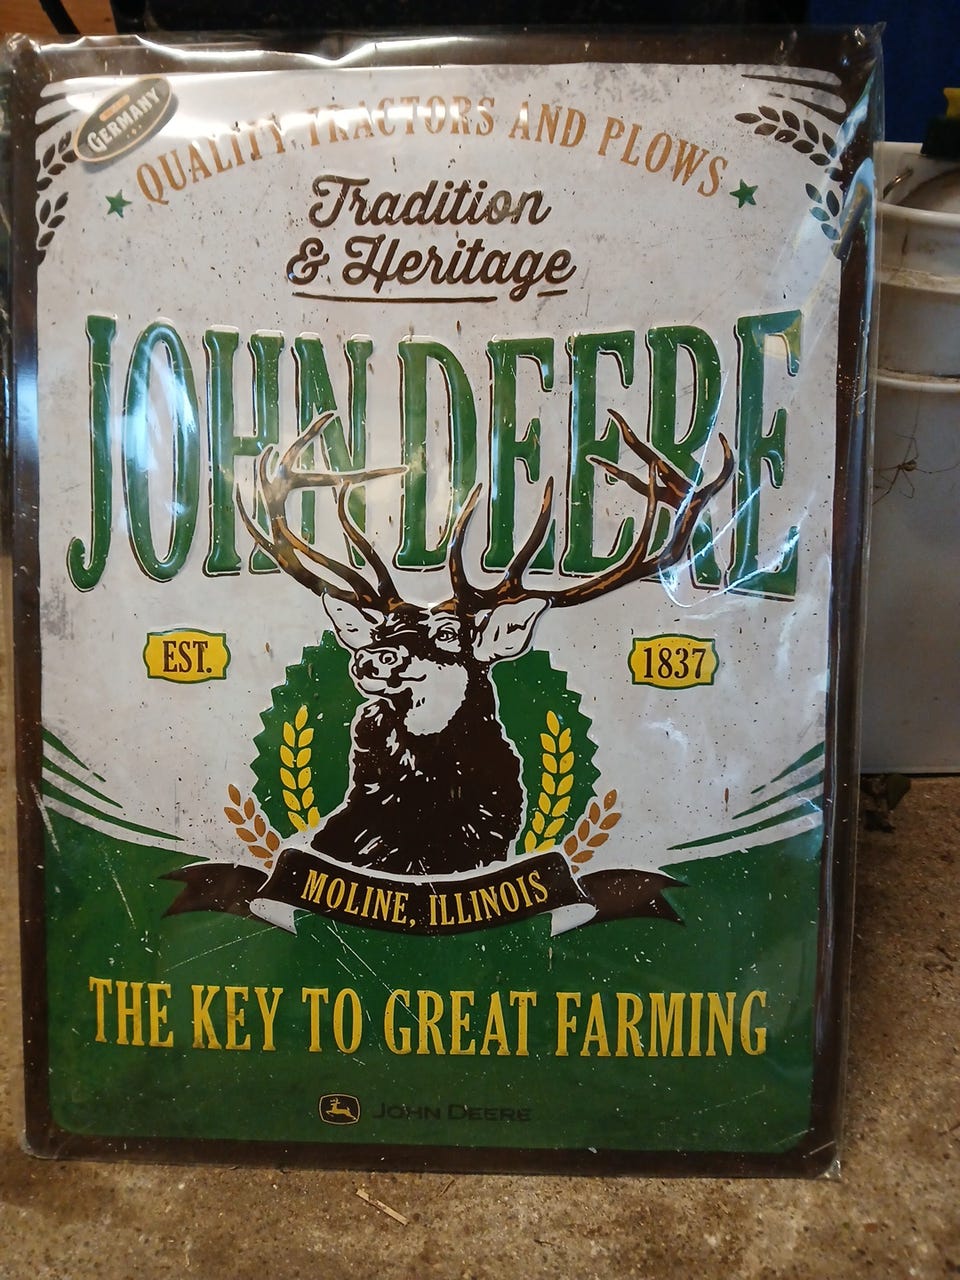 GERMANY
QUALITY TRACTORS AND PLOWS
Tradition
& Heritage
JOHN DEERE
EST.
1837
MOLINE, ILLINOIS
THE KEY TO GREAT FARMING
JOHN DEERE